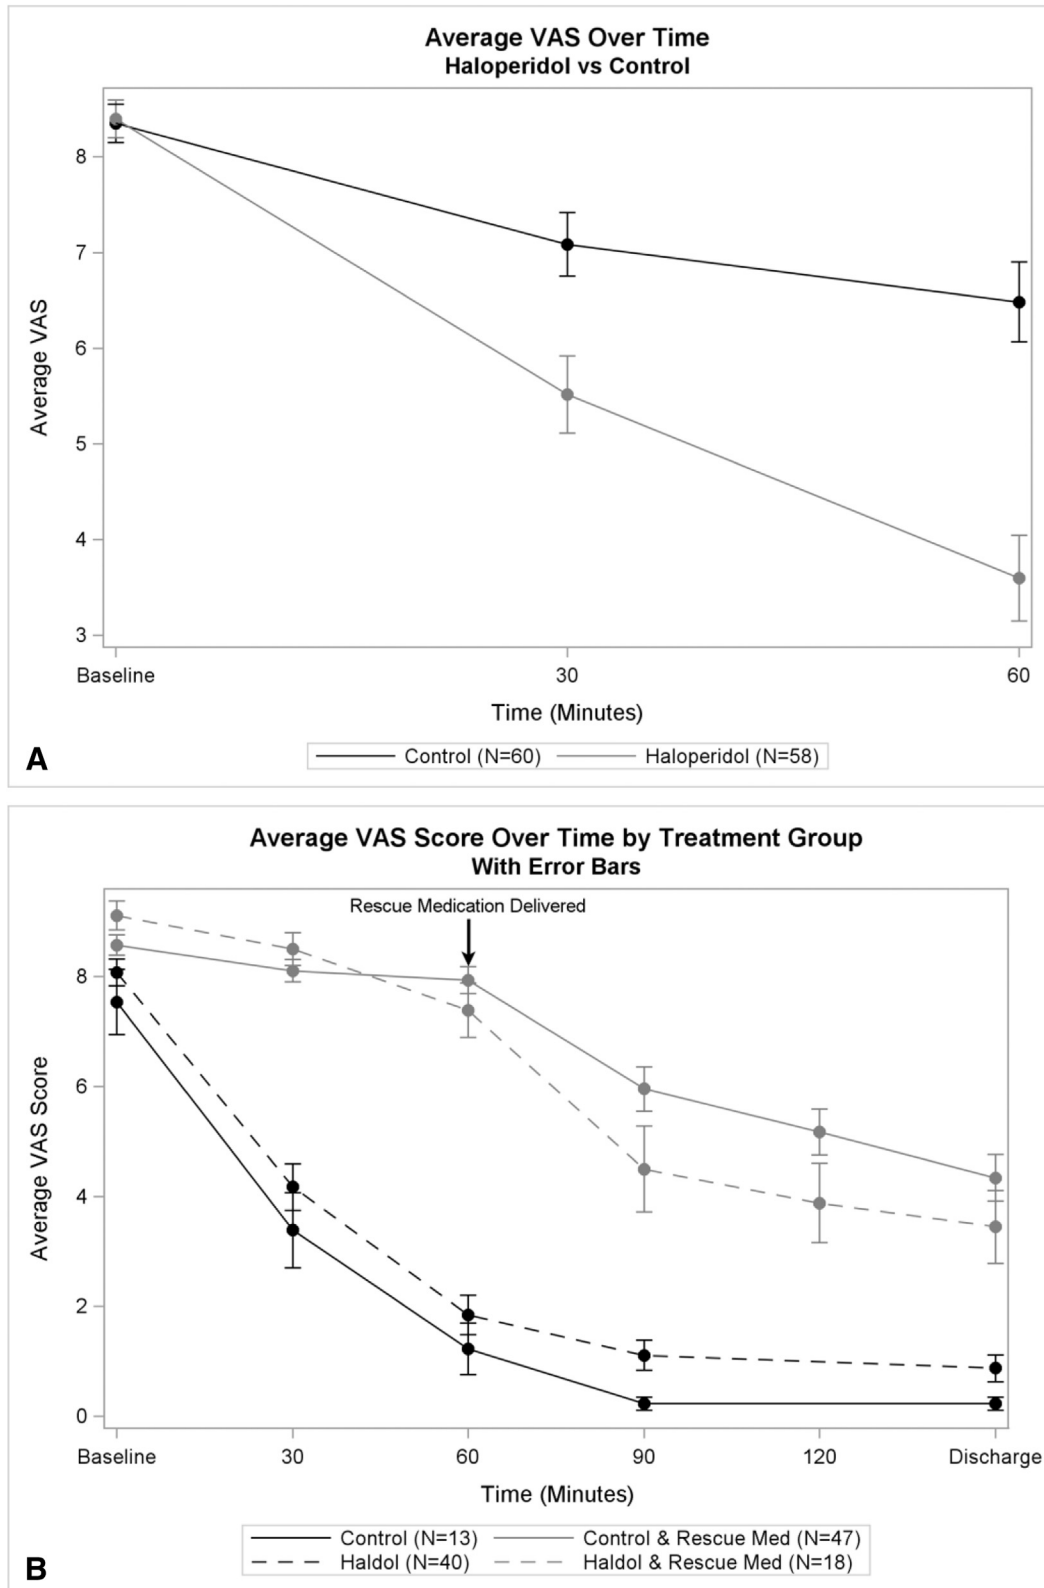 Average VAS Over Time
Haloperidol vs Control
Average VAS
8
7
6
5
4
3
Baseline 30 60
Time (Minutes)
Control (N=60) Haloperidol (N=58)
A
Average VAS Score Over Time by Treatment Group
With Error Bars
Rescue Medication Delivered
Average VAS Score
8
6
4
2
0
Baseline 30 60 90 120 Discharge
Time (Minutes)
Control (N=13) Control & Rescue Med (N=47)
Haldol (N=40) Haldol & Rescue Med (N=18)
B